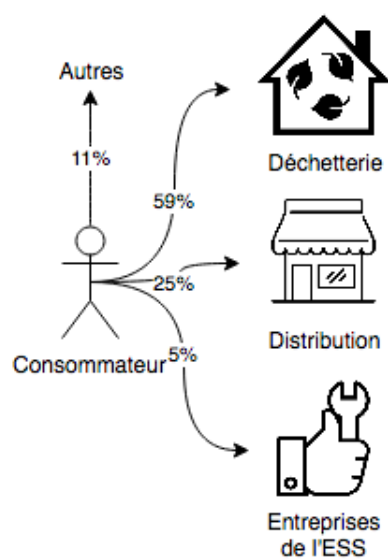 Autres
11%
Déchetterie
59%
25%
Distribution
Consommateur
5%
Entreprises
de l'ESS